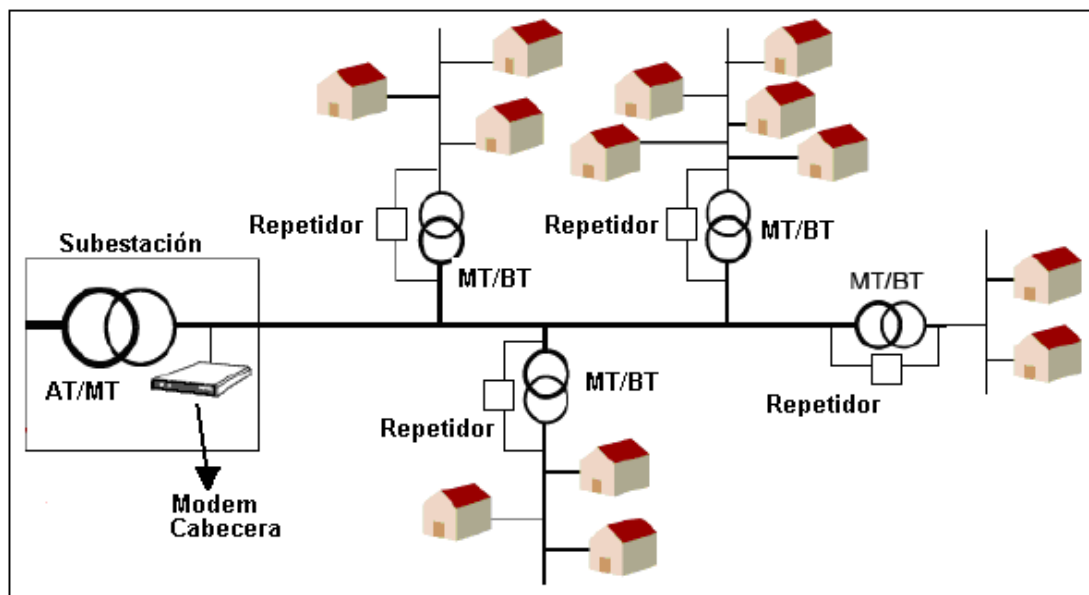 Repetidor
MT/BT
Repetidor
MT/BT
Subestación
AT/MT
MT/BT
Repetidor
MT/BT
Repetidor
Modem
Cabecera